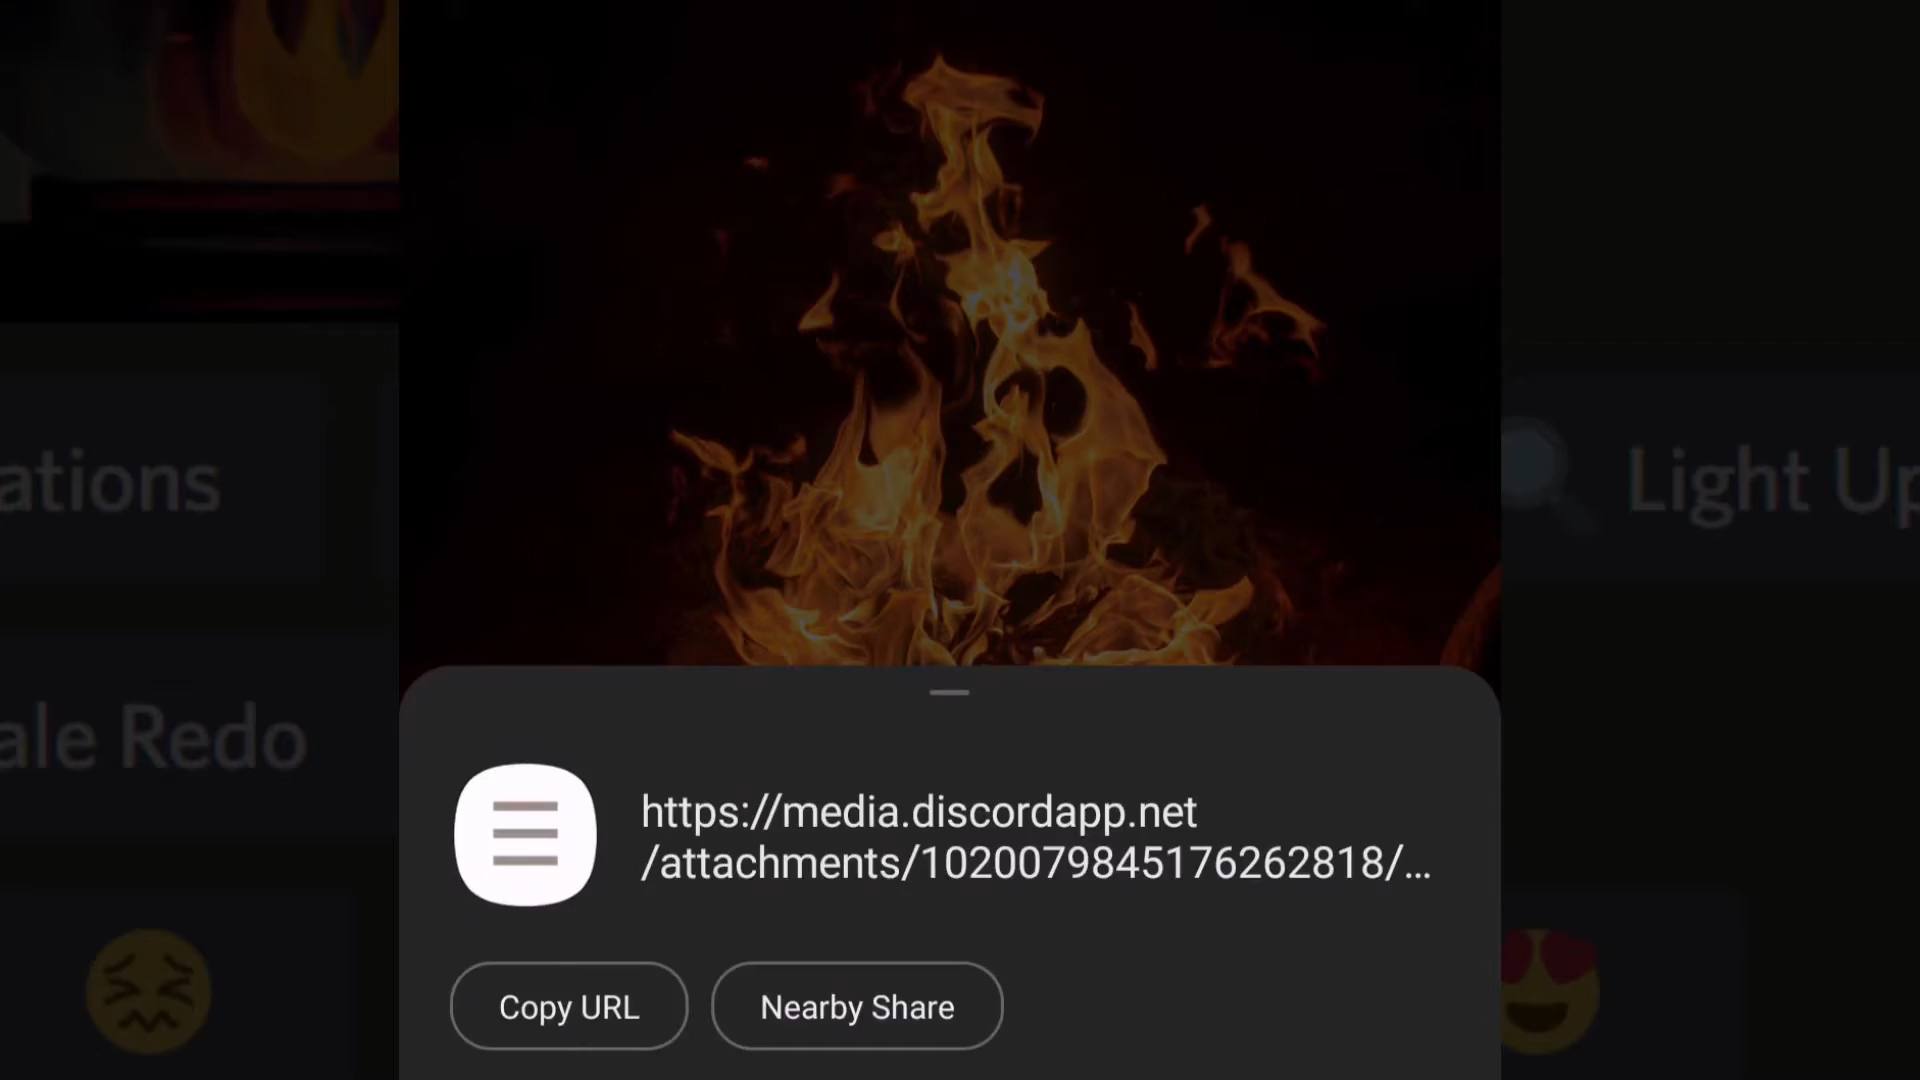 ations
Light Up
ale Redo
https://media.discordapp.net
/attachments/1020079845176262818/...
Copy URL
Nearby Share